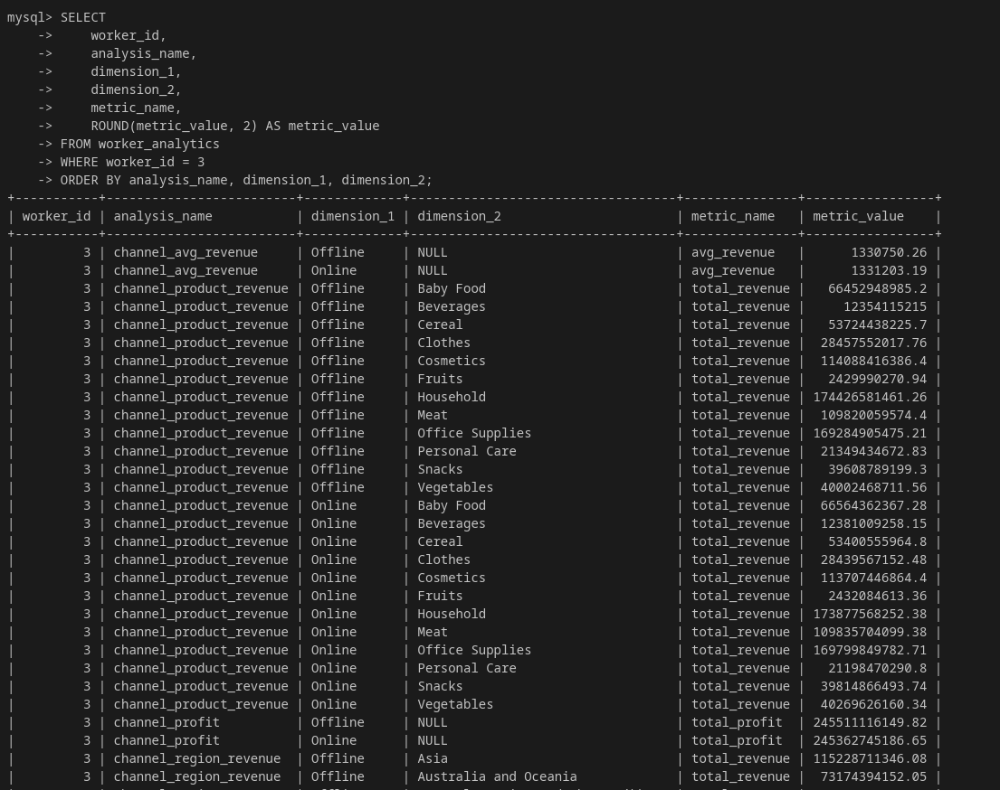 mysql> SELECT
    ->     worker_id,
    ->     analysis_name,
    ->     dimension_1,
    ->     dimension_2,
    ->     metric_name,
    ->     ROUND(metric_value, 2) AS metric_value
    -> FROM worker_analytics
    -> WHERE worker_id = 3
    -> ORDER BY analysis_name, dimension_1, dimension_2;
+-----------+-------------------------+-------------+-----------------------------------+---------------+-----------------+
| worker_id | analysis_name           | dimension_1 | dimension_2                       | metric_name   | metric_value    |
+-----------+-------------------------+-------------+-----------------------------------+---------------+-----------------+
|         3 | channel_avg_revenue     | Offline     | NULL                              | avg_revenue   |      1330750.26 |
|         3 | channel_avg_revenue     | Online      | NULL                              | avg_revenue   |      1331203.19 |
|         3 | channel_product_revenue | Offline     | Baby Food                         | total_revenue |   66452948985.2 |
|         3 | channel_product_revenue | Offline     | Beverages                         | total_revenue |     12354115215 |
|         3 | channel_product_revenue | Offline     | Cereal                            | total_revenue |   53724438225.7 |
|         3 | channel_product_revenue | Offline     | Clothes                           | total_revenue |  28457552017.76 |
|         3 | channel_product_revenue | Offline     | Cosmetics                         | total_revenue |  114088416386.4 |
|         3 | channel_product_revenue | Offline     | Fruits                            | total_revenue |   2429990270.94 |
|         3 | channel_product_revenue | Offline     | Household                         | total_revenue | 174426581461.26 |
|         3 | channel_product_revenue | Offline     | Meat                              | total_revenue |  109820059574.4 |
|         3 | channel_product_revenue | Offline     | Office Supplies                   | total_revenue | 169284905475.21 |
|         3 | channel_product_revenue | Offline     | Personal Care                     | total_revenue |  21349434672.83 |
|         3 | channel_product_revenue | Offline     | Snacks                            | total_revenue |   39608789199.3 |
|         3 | channel_product_revenue | Offline     | Vegetables                        | total_revenue |  40002468711.56 |
|         3 | channel_product_revenue | Online      | Baby Food                         | total_revenue |  66564362367.28 |
|         3 | channel_product_revenue | Online      | Beverages                         | total_revenue |  12381009258.15 |
|         3 | channel_product_revenue | Online      | Cereal                            | total_revenue |   53400555964.8 |
|         3 | channel_product_revenue | Online      | Clothes                           | total_revenue |  28439567152.48 |
|         3 | channel_product_revenue | Online      | Cosmetics                         | total_revenue |  113707446864.4 |
|         3 | channel_product_revenue | Online      | Fruits                            | total_revenue |   2432084613.36 |
|         3 | channel_product_revenue | Online      | Household                         | total_revenue | 173877568252.38 |
|         3 | channel_product_revenue | Online      | Meat                              | total_revenue | 109835704099.38 |
|         3 | channel_product_revenue | Online      | Office Supplies                   | total_revenue | 169799849782.71 |
|         3 | channel_product_revenue | Online      | Personal Care                     | total_revenue |   21198470290.8 |
|         3 | channel_product_revenue | Online      | Snacks                            | total_revenue |  39814866493.74 |
|         3 | channel_product_revenue | Online      | Vegetables                        | total_revenue |  40269626160.34 |
|         3 | channel_profit          | Offline     | NULL                              | total_profit  | 245511116149.82 |
|         3 | channel_profit          | Online      | NULL                              | total_profit  | 245362745186.65 |
|         3 | channel_region_revenue  | Offline     | Asia                              | total_revenue | 115228711346.08 |
|         3 | channel_region_revenue  | Offline     | Australia and Oceania             | total_revenue |  73174394152.05 |